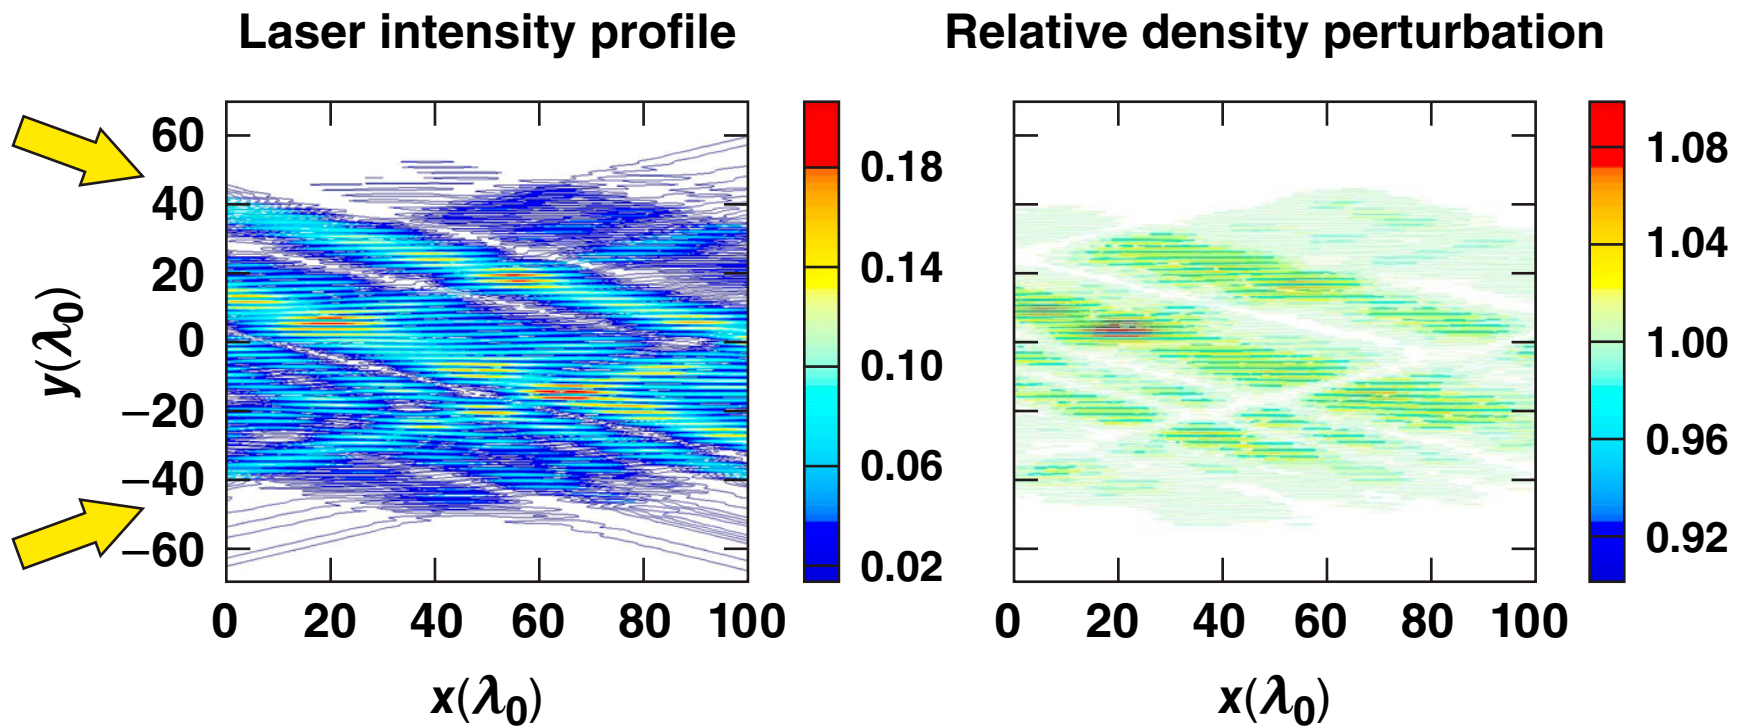 Laser intensity profile
Relative density perturbation
60
40
20
0
–20
–40
–60
y(λ0)
0 20 40 60 80 100
x(λ0)
0.18
0.14
0.10
0.06
0.02
0 20 40 60 80 100
x(λ0)
1.08
1.04
1.00
0.96
0.92